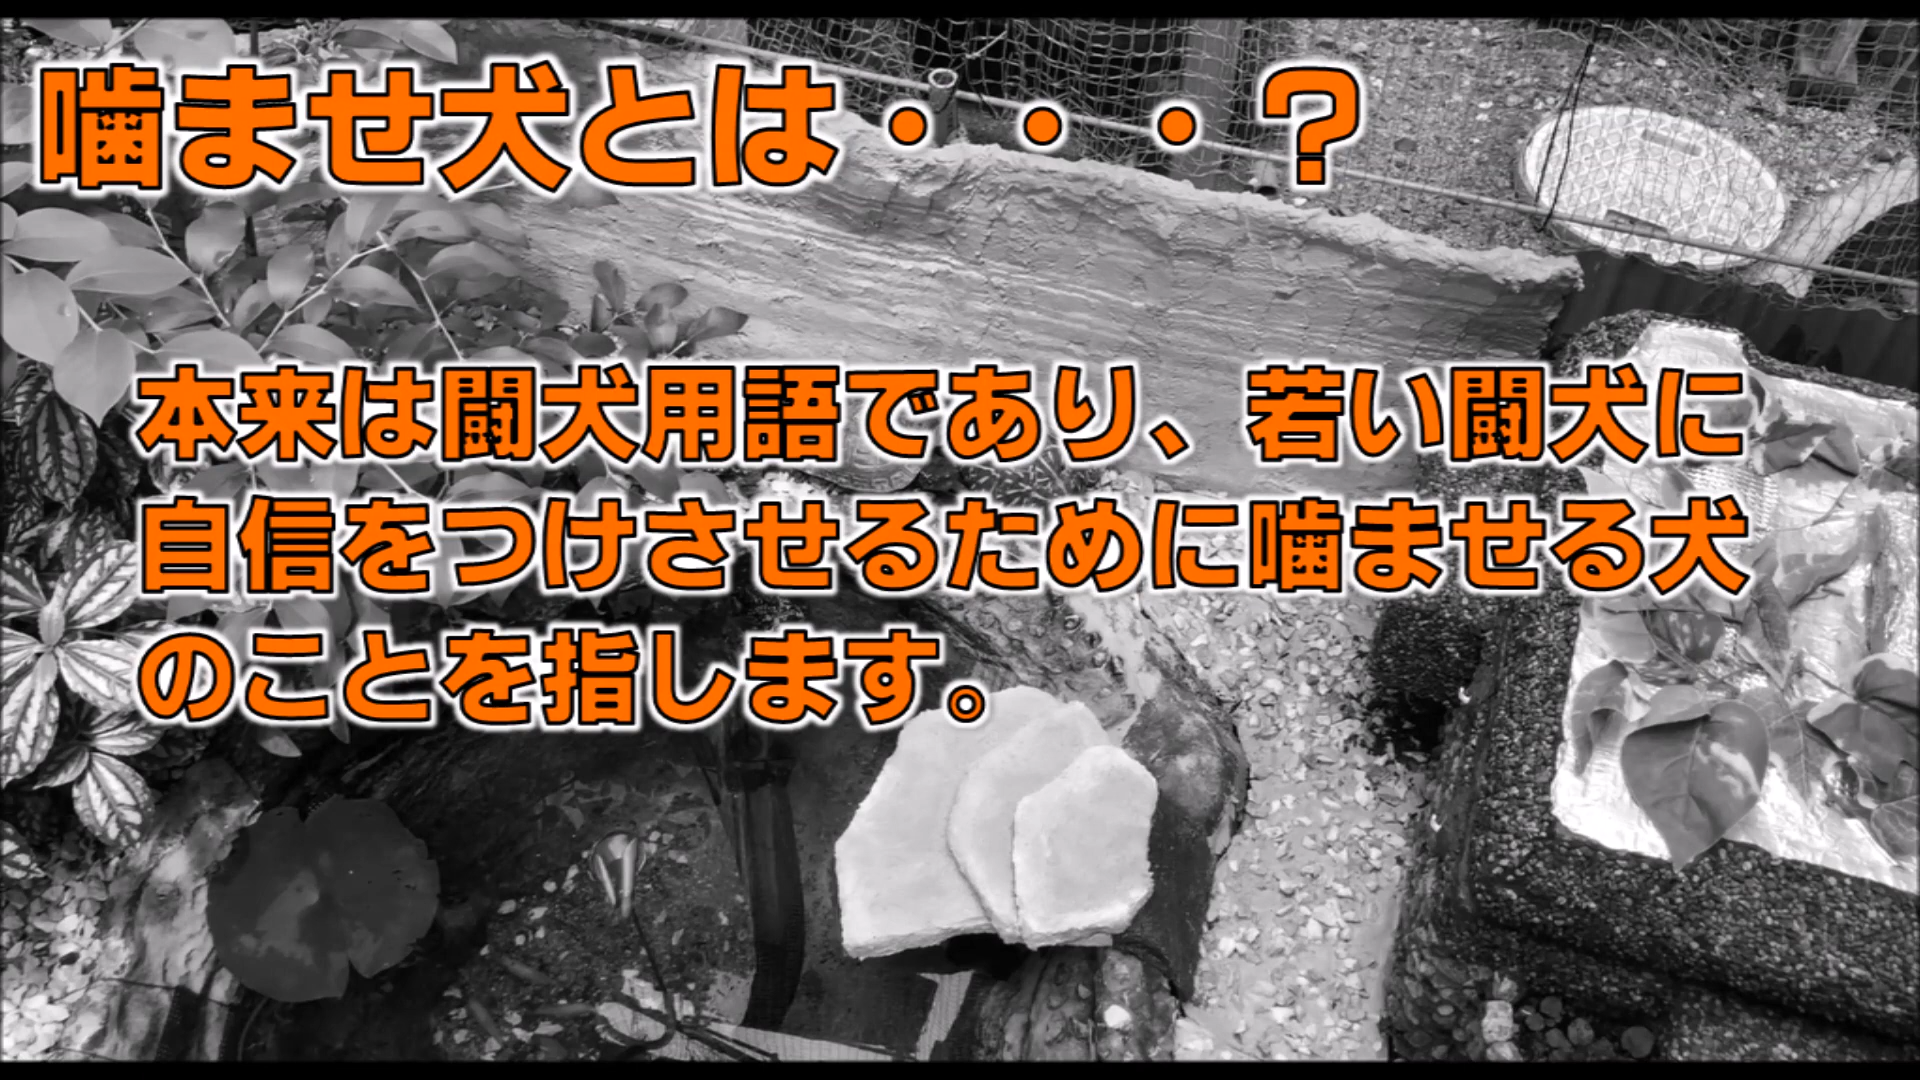 噛ませ犬とは・・・？
本来は闘犬用語であり、若い闘犬に
自信をつけさせるために噛ませる犬
のことを指します。